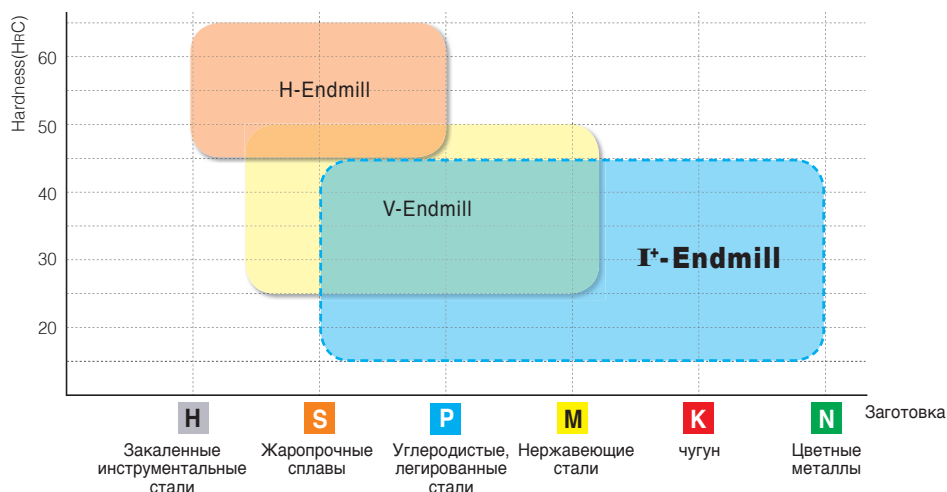 Hardness(HRC)
60
50
40
30
20
H-Endmill
V-Endmill
I+-Endmill
H
S
P
M
K
N
Заготовка
Закаленные
инструментальные
стали
Жаропрочные
сплавы
Углеродистые,
легированные
стали
Нержавеющие
стали
чугун
Цветные
металлы